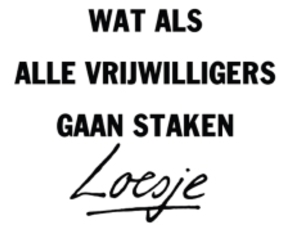 WAT ALS
ALLE VRIJWILLIGERS
GAAN STAKEN
Loesje